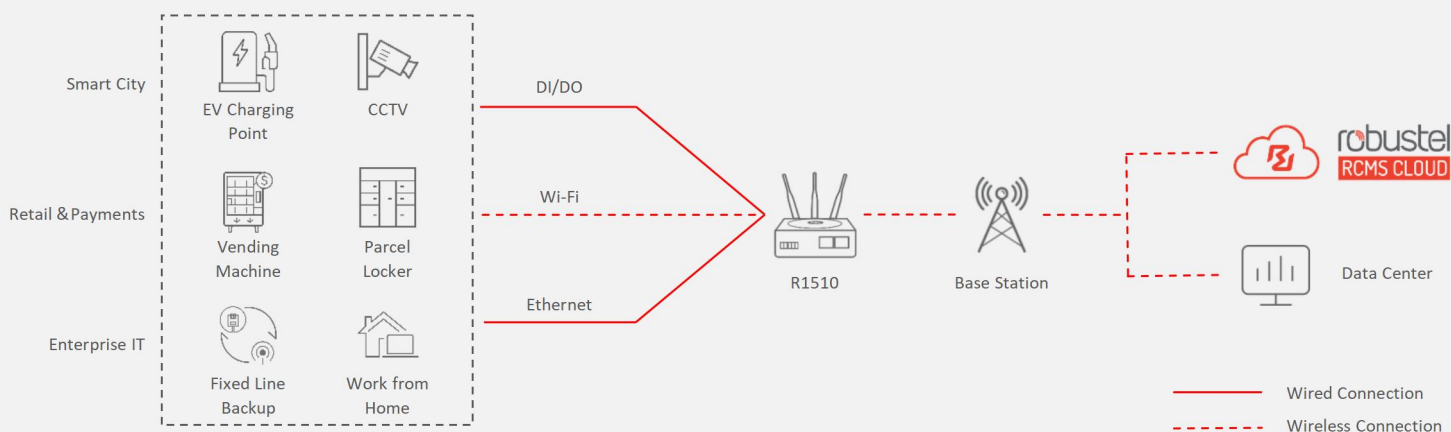 Smart City
EV Charging
Point
CCTV
Retail & Payments
Vending
Machine
Parcel
Locker
Enterprise IT
Fixed Line
Backup
Work from
Home
DI/DO
Wi-Fi
Ethernet
R1510
Base Station
robustel
RCMS CLOUD
Data Center
Wired Connection
Wireless Connection